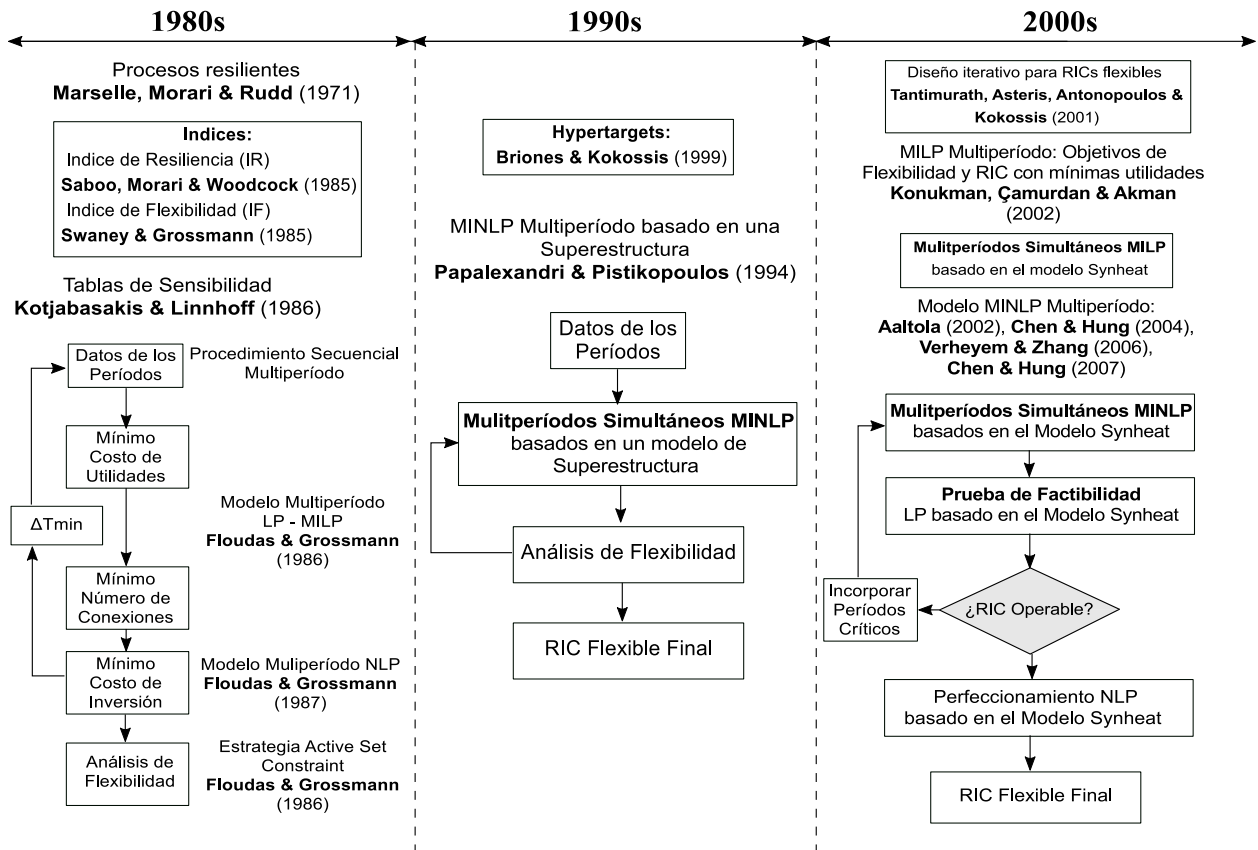 1980s
Procesos resilientes
Marselle, Morari & Rudd (1971)
Indices:
Indice de Resiliencia (IR)
Saboo, Morari & Woodcock (1985)
Indice de Flexibilidad (IF)
Swaney & Grossmann (1985)
Tablas de Sensibilidad
Kotjabasakis & Linnhoff (1986)
Datos de los
Períodos
Procedimiento Secuencial
Multiperíodo
Mínimo
Costo de
Utilidades
ΔTmin
Modelo Multiperíodo
LP - MILP
Floudas & Grossmann
(1986)
Mínimo
Número de
Conexiones
Mínimo
Costo de
Inversión
Modelo Muliperíodo NLP
Floudas & Grossmann
(1987)
Análisis de
Flexibilidad
Estrategia Active Set
Constraint
Floudas & Grossmann
(1986)
1990s
Hypertargets:
Briones & Kokossis (1999)
MINLP Multiperíodo basado en una
Superestructura
Papalexandri & Pistikopoulos (1994)
Datos de los
Períodos
Mulitperíodos Simultáneos MINLP
basados en un modelo de
Superestructura
Análisis de Flexibilidad
RIC Flexible Final
2000s
Diseño iterativo para RICs flexibles
Tantimurath, Asteris, Antonopoulos &
Kokossis (2001)
MILP Multiperíodo: Objetivos de
Flexibilidad y RIC con mínimas utilidades
Konukman, Çamurdan & Akman
(2002)
Mulitperíodos Simultáneos MILP
basado en el modelo Synheat
Modelo MINLP Multiperíodo:
Aaltola (2002), Chen & Hung (2004),
Verheyem & Zhang (2006),
Chen & Hung (2007)
Mulitperíodos Simultáneos MINLP
basados en el Modelo Synheat
Prueba de Factibilidad
LP basado en el Modelo Synheat
Incorporar
Períodos
Críticos
¿RIC Operable?
Perfeccionamiento NLP
basado en el Modelo Synheat
RIC Flexible Final